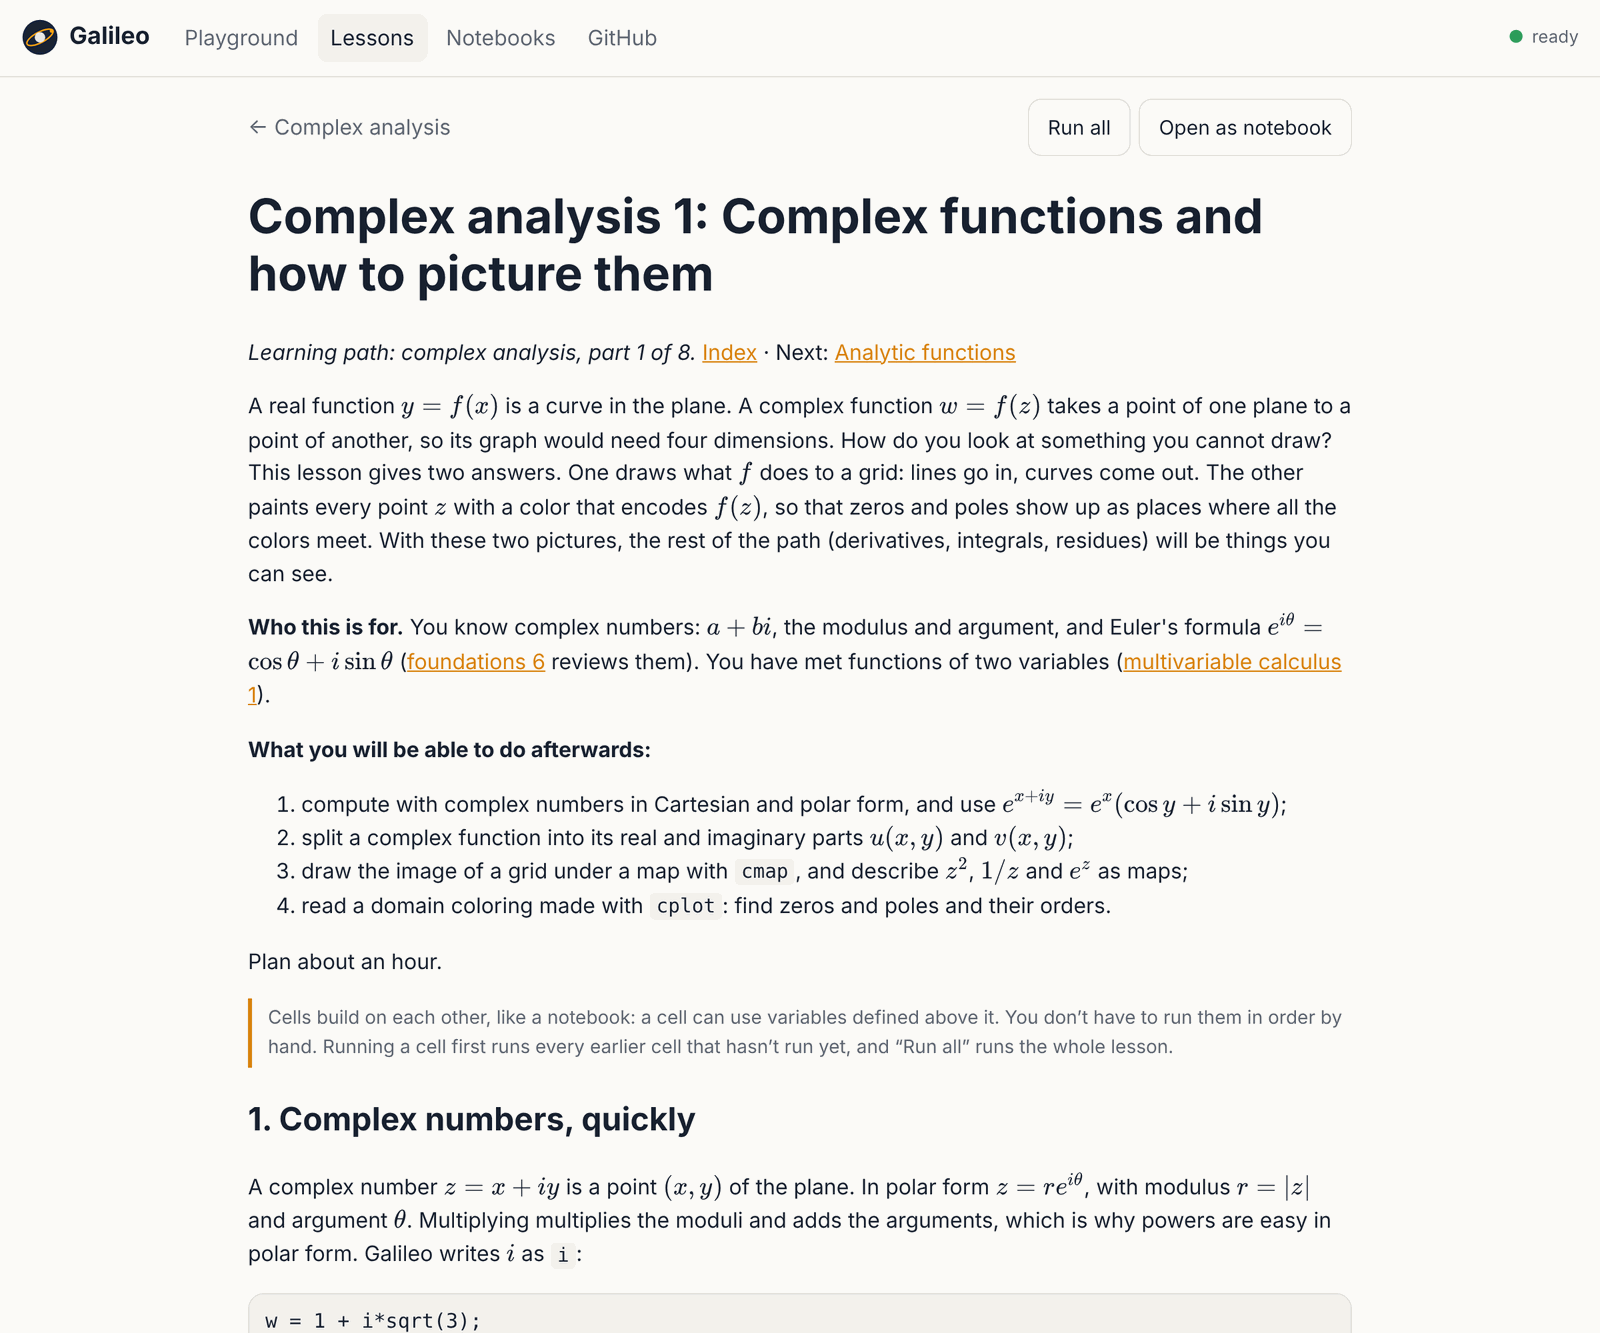 Galileo Playground Lessons Notebooks GitHub ready
← Complex analysis Run all Open as notebook
Complex analysis 1: Complex functions and
how to picture them
Learning path: complex analysis, part 1 of 8. Index · Next: Analytic functions
A real function y = f(x) is a curve in the plane. A complex function w = f(z) takes a point of one plane to a
point of another, so its graph would need four dimensions. How do you look at something you cannot draw?
This lesson gives two answers. One draws what f does to a grid: lines go in, curves come out. The other
paints every point z with a color that encodes f(z), so that zeros and poles show up as places where all the
colors meet. With these two pictures, the rest of the path (derivatives, integrals, residues) will be things you
can see.
Who this is for. You know complex numbers: a + bi, the modulus and argument, and Euler's formula e^{iθ} =
cos θ + i sin θ (foundations 6 reviews them). You have met functions of two variables (multivariable calculus
1).
What you will be able to do afterwards:
1. compute with complex numbers in Cartesian and polar form, and use e^{x+iy} = e^x(cos y + i sin y);
2. split a complex function into its real and imaginary parts u(x, y) and v(x, y);
3. draw the image of a grid under a map with cmap, and describe z², 1/z and e^z as maps;
4. read a domain coloring made with cplot: find zeros and poles and their orders.
Plan about an hour.
Cells build on each other, like a notebook: a cell can use variables defined above it. You don’t have to run them in order by
hand. Running a cell first runs every earlier cell that hasn’t run yet, and “Run all” runs the whole lesson.
1. Complex numbers, quickly
A complex number z = x + iy is a point (x, y) of the plane. In polar form z = re^{iθ}, with modulus r = |z|
and argument θ. Multiplying multiplies the moduli and adds the arguments, which is why powers are easy in
polar form. Galileo writes i as i:
w = 1 + i*sqrt(3);